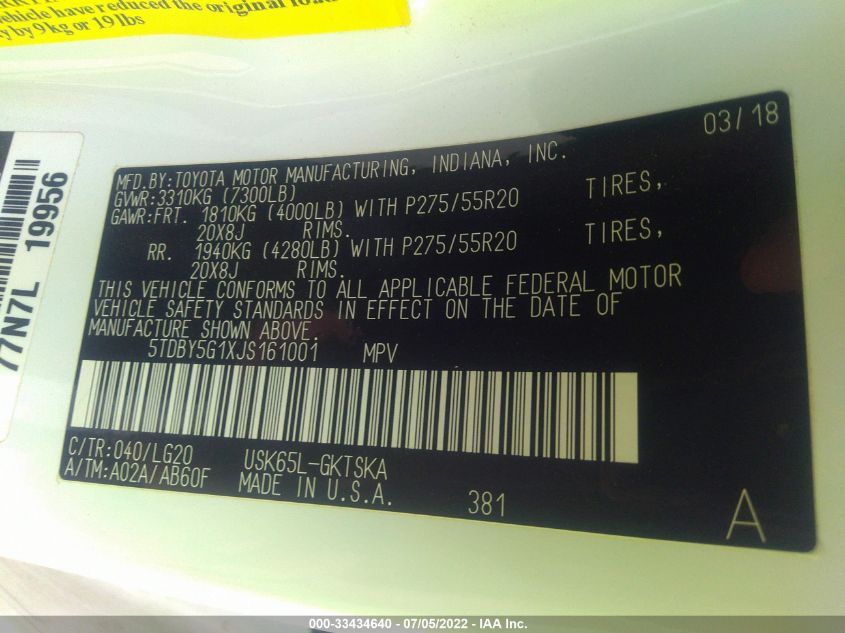 vehicle have reduced the original load
by 9 kg or 19 lbs
77N7L 19956
03/18
MFD.BY:TOYOTA MOTOR MANUFACTURING, INDIANA, INC.
GVWR:3310KG (7300LB)
GAWR:FRT. 1810KG (4000LB) WITH P275/55R20 TIRES,
20X8J RIMS.
RR. 1940KG (4280LB) WITH P275/55R20 TIRES,
20X8J RIMS.
THIS VEHICLE CONFORMS TO ALL APPLICABLE FEDERAL MOTOR
VEHICLE SAFETY STANDARDS IN EFFECT ON THE DATE OF
MANUFACTURE SHOWN ABOVE.
5TDBY5G1XJS161001 MPV
C/TR:040/LG20 USK65L-GKTSKA
A/TM:A02A/AB60F MADE IN U.S.A. 381
A
000-33434640 - 07/05/2022 - IAA Inc.